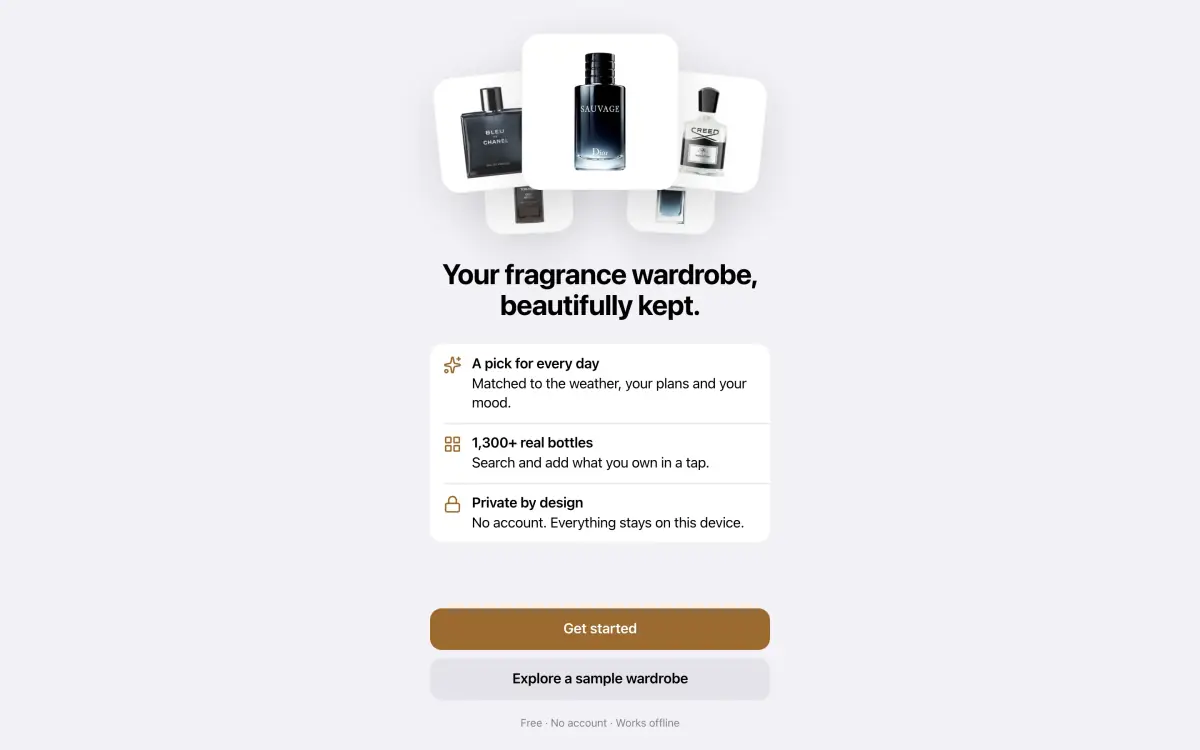 SAUVAGE
Dior
BLEU
DE
CHANEL
CREED
Your fragrance wardrobe,
beautifully kept.
A pick for every day
Matched to the weather, your plans and your
mood.
1,300+ real bottles
Search and add what you own in a tap.
Private by design
No account. Everything stays on this device.
Get started
Explore a sample wardrobe
Free · No account · Works offline